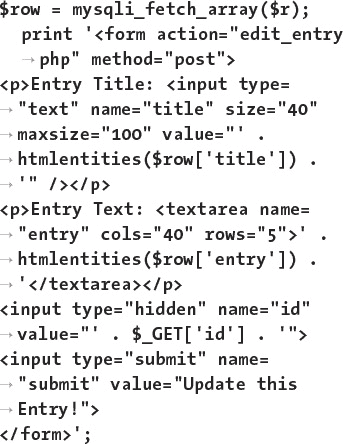 $row = mysqli_fetch_array($r);
print '<form action="edit_entry
→ php" method="post">
<p>Entry Title: <input type=
→ "text" name="title" size="40"
→ maxsize="100" value="' .
→ htmlentities($row['title']) .
→ '" /></p>
<p>Entry Text: <textarea name=
→ "entry" cols="40" rows="5">' .
→ htmlentities($row['entry']) .
→ '</textarea></p>
<input type="hidden" name="id"
→ value="' . $_GET['id'] . '">
<input type="submit" name=
→ "submit" value="Update this
→ Entry!">
</form>';